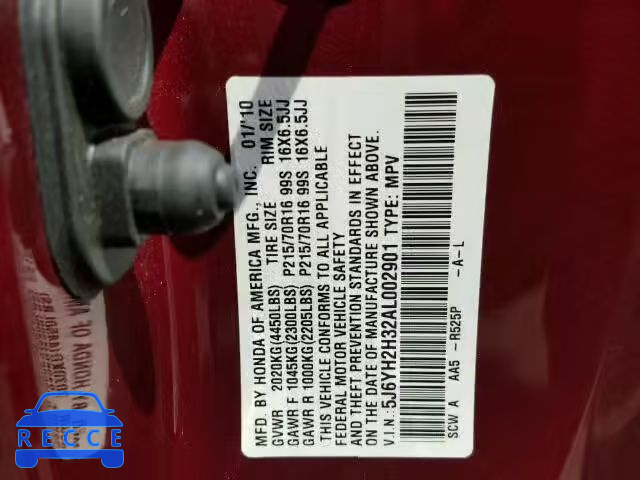 MFD. BY HONDA OF AMERICA MFG., INC. 01/'10
TIRE SIZE RIM SIZE
GVWR 2020KG(4450LBS)
GAWR F 1045KG(2300LBS) P215/70R16 99S 16X6.5JJ
GAWR R 1000KG(2205LBS) P215/70R16 99S 16X6.5JJ
THIS VEHICLE CONFORMS TO ALL APPLICABLE
FEDERAL MOTOR VEHICLE SAFETY
AND THEFT PREVENTION STANDARDS IN EFFECT
ON THE DATE OF MANUFACTURE SHOWN ABOVE.
V.I.N.: 5J6YH2H32AL002901 TYPE: MPV
SCW A AA5 -R525P -A-L
AUTOBIDMASTER